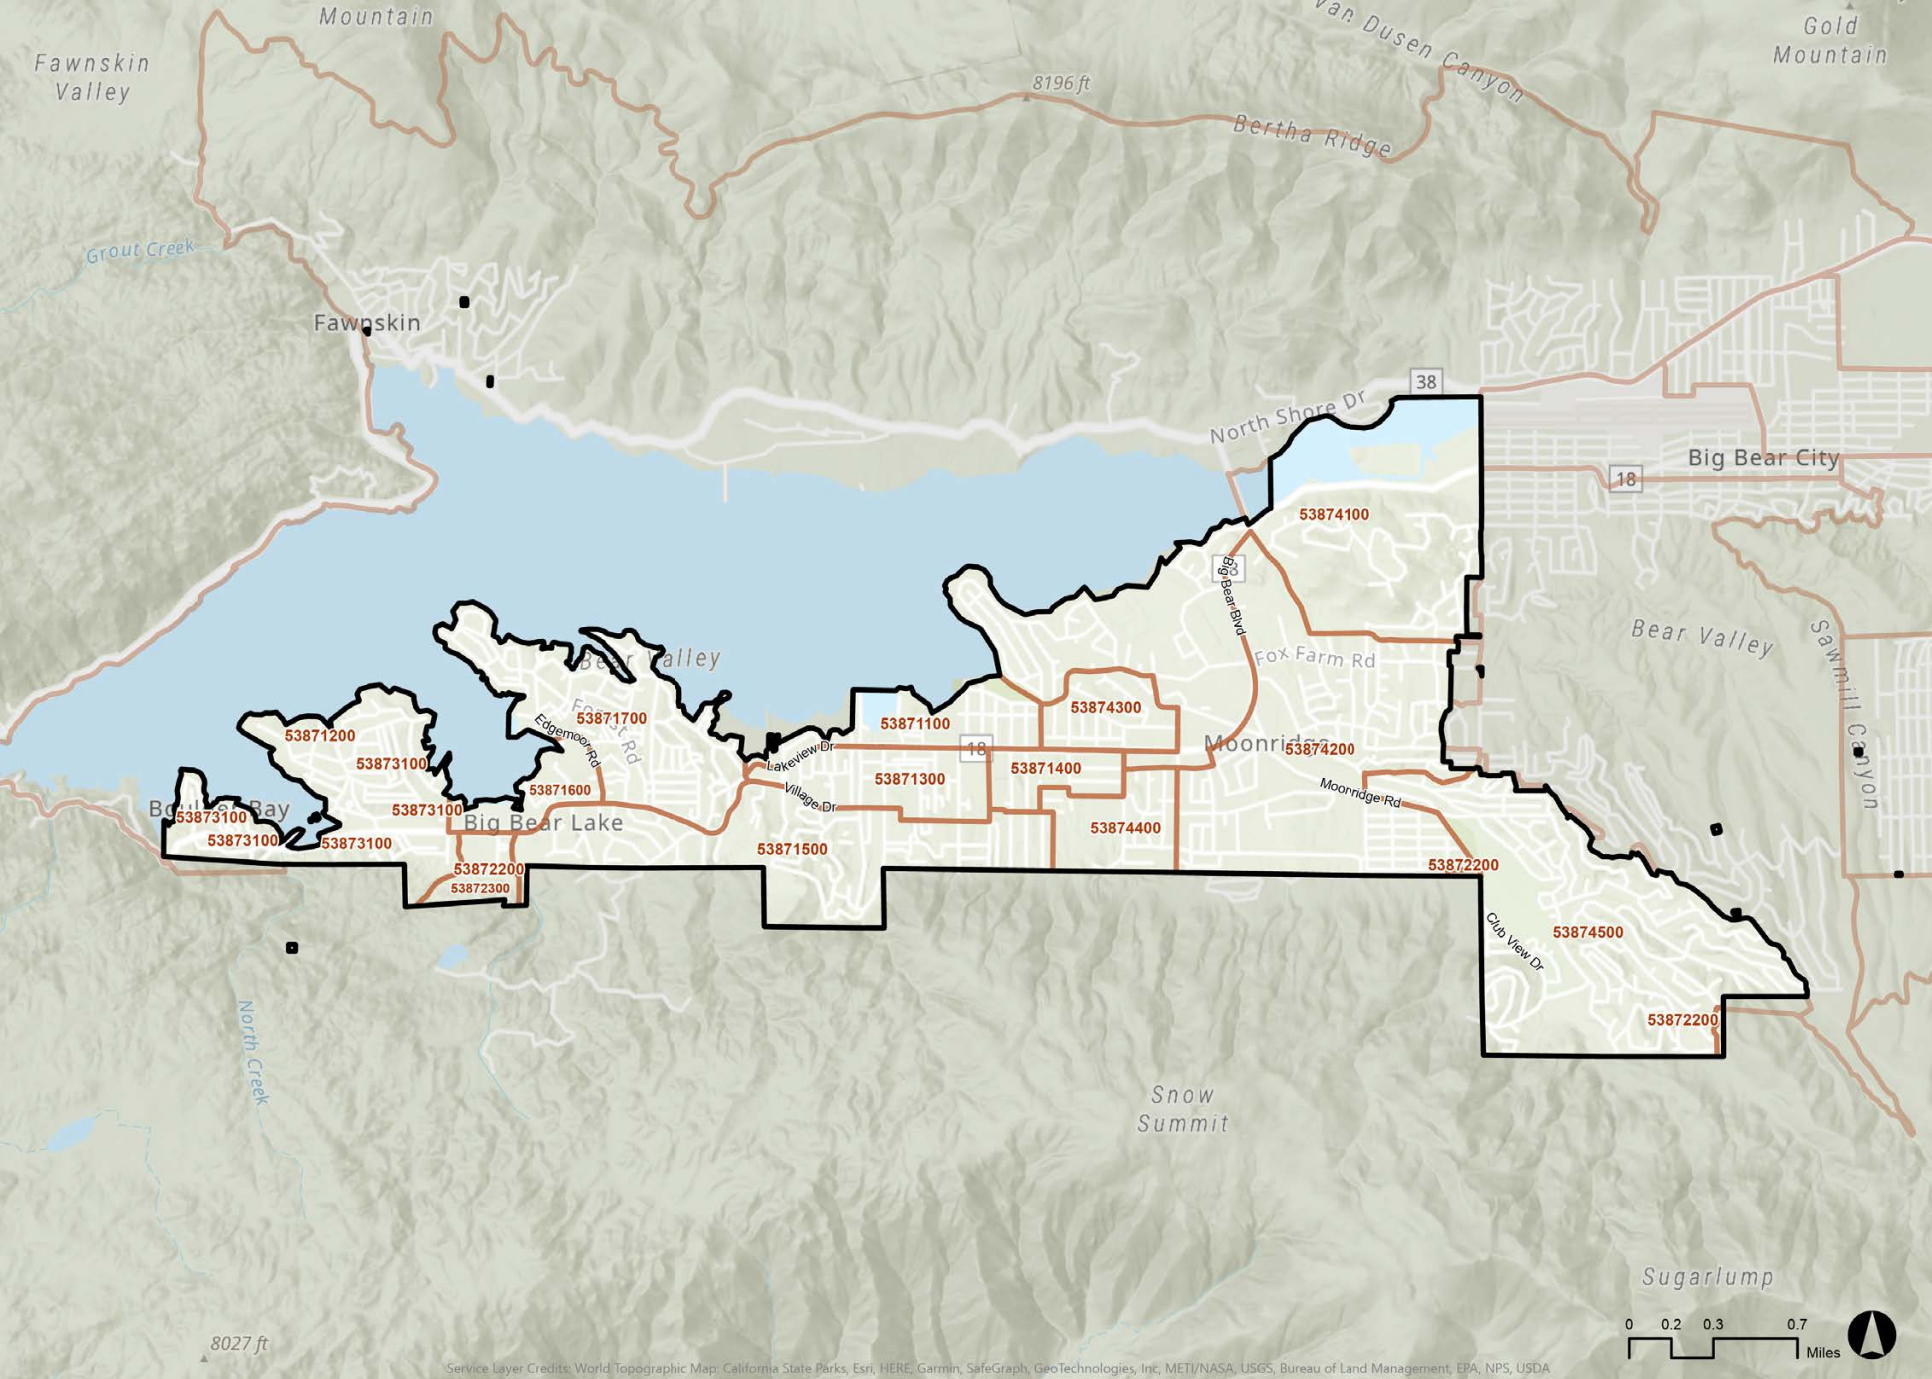 Mountain
Fawnskin
Valley
Van Dusen Canyon
Gold
Mountain
8196 ft
Bertha Ridge
Grout Creek
Fawnskin
38
North Shore Dr
Big Bear City
18
53874100
Big Bear Blvd
Bear Valley
Fox Farm Rd
Bear Valley
Sawmill Canyon
53874300
53871700
Edgemoor Rd
53871100
53871200
Lakeview Dr
18
Moonridge
53874200
53873100
53871400
53871300
53871600
Village Dr
Moonridge Rd
Boulder Bay
53873100
53873100
Big Bear Lake
53874400
53873100
53873100
53871500
53872200
53872200
53872300
Club View Dr
53874500
North Creek
53872200
Snow
Summit
Sugarlump
0 0.2 0.3 0.7
Miles
8027 ft
Service Layer Credits: World Topographic Map: California State Parks, Esri, HERE, Garmin, SafeGraph, GeoTechnologies, Inc, METI/NASA, USGS, Bureau of Land Management, EPA, NPS, USDA